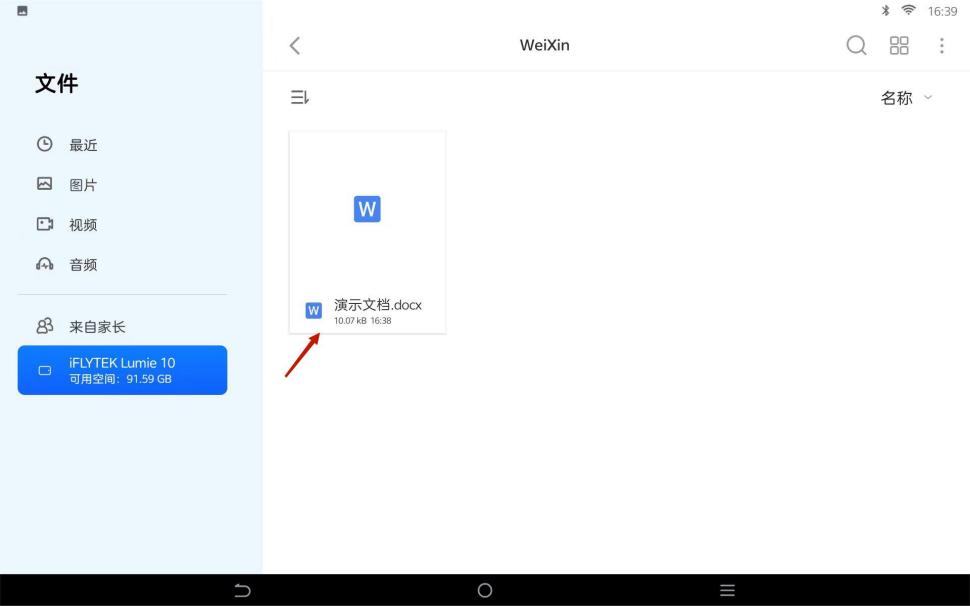 16:39
文件
最近
图片
视频
音频
来自家长
iFLYTEK Lumie 10
可用空间：91.59 GB
WeiXin
名称
W
W
演示文档.docx
10.07 kB 16:38